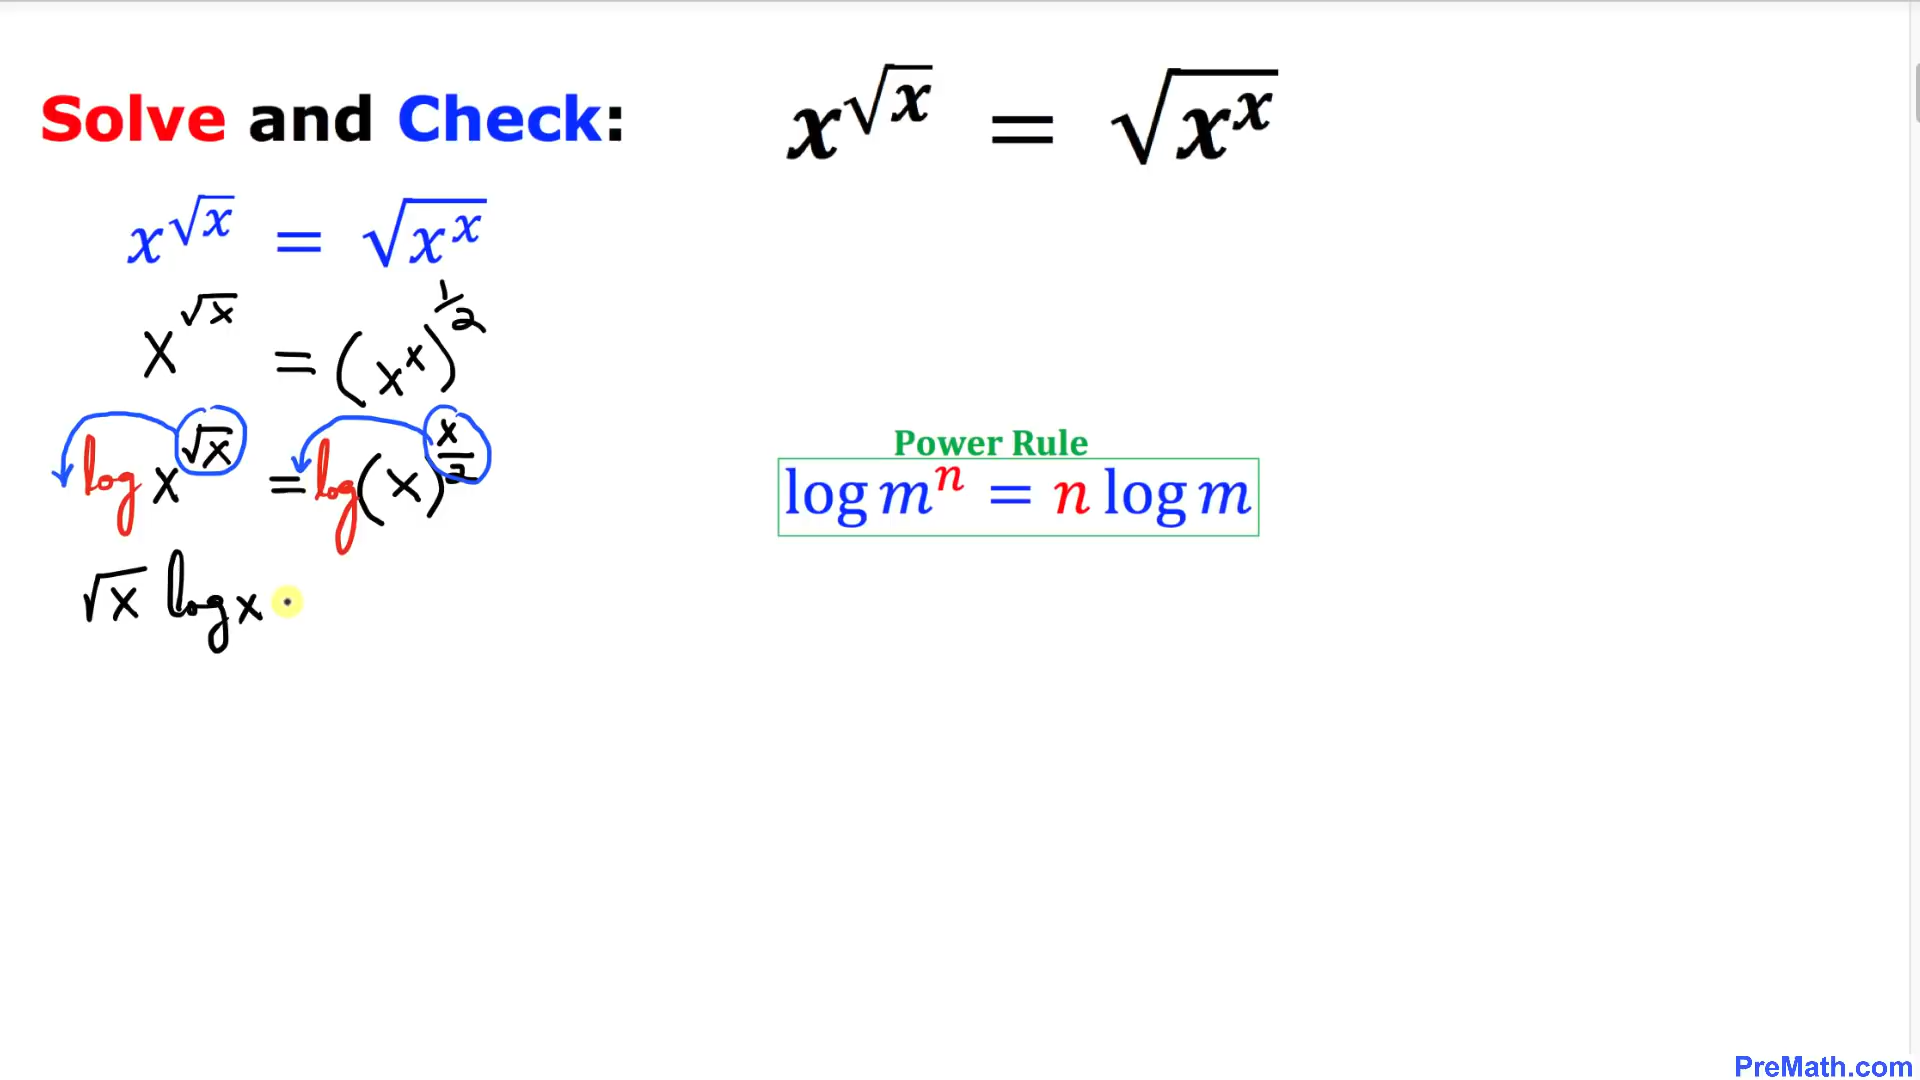 Solve and Check:
x^√x = √(x^x)
x^√x = √(x^x)
x^√x = (x^x)^1/2
log x^√x = log(x)^x/2
√x log x
Power Rule
log m^n = n log m
PreMath.com